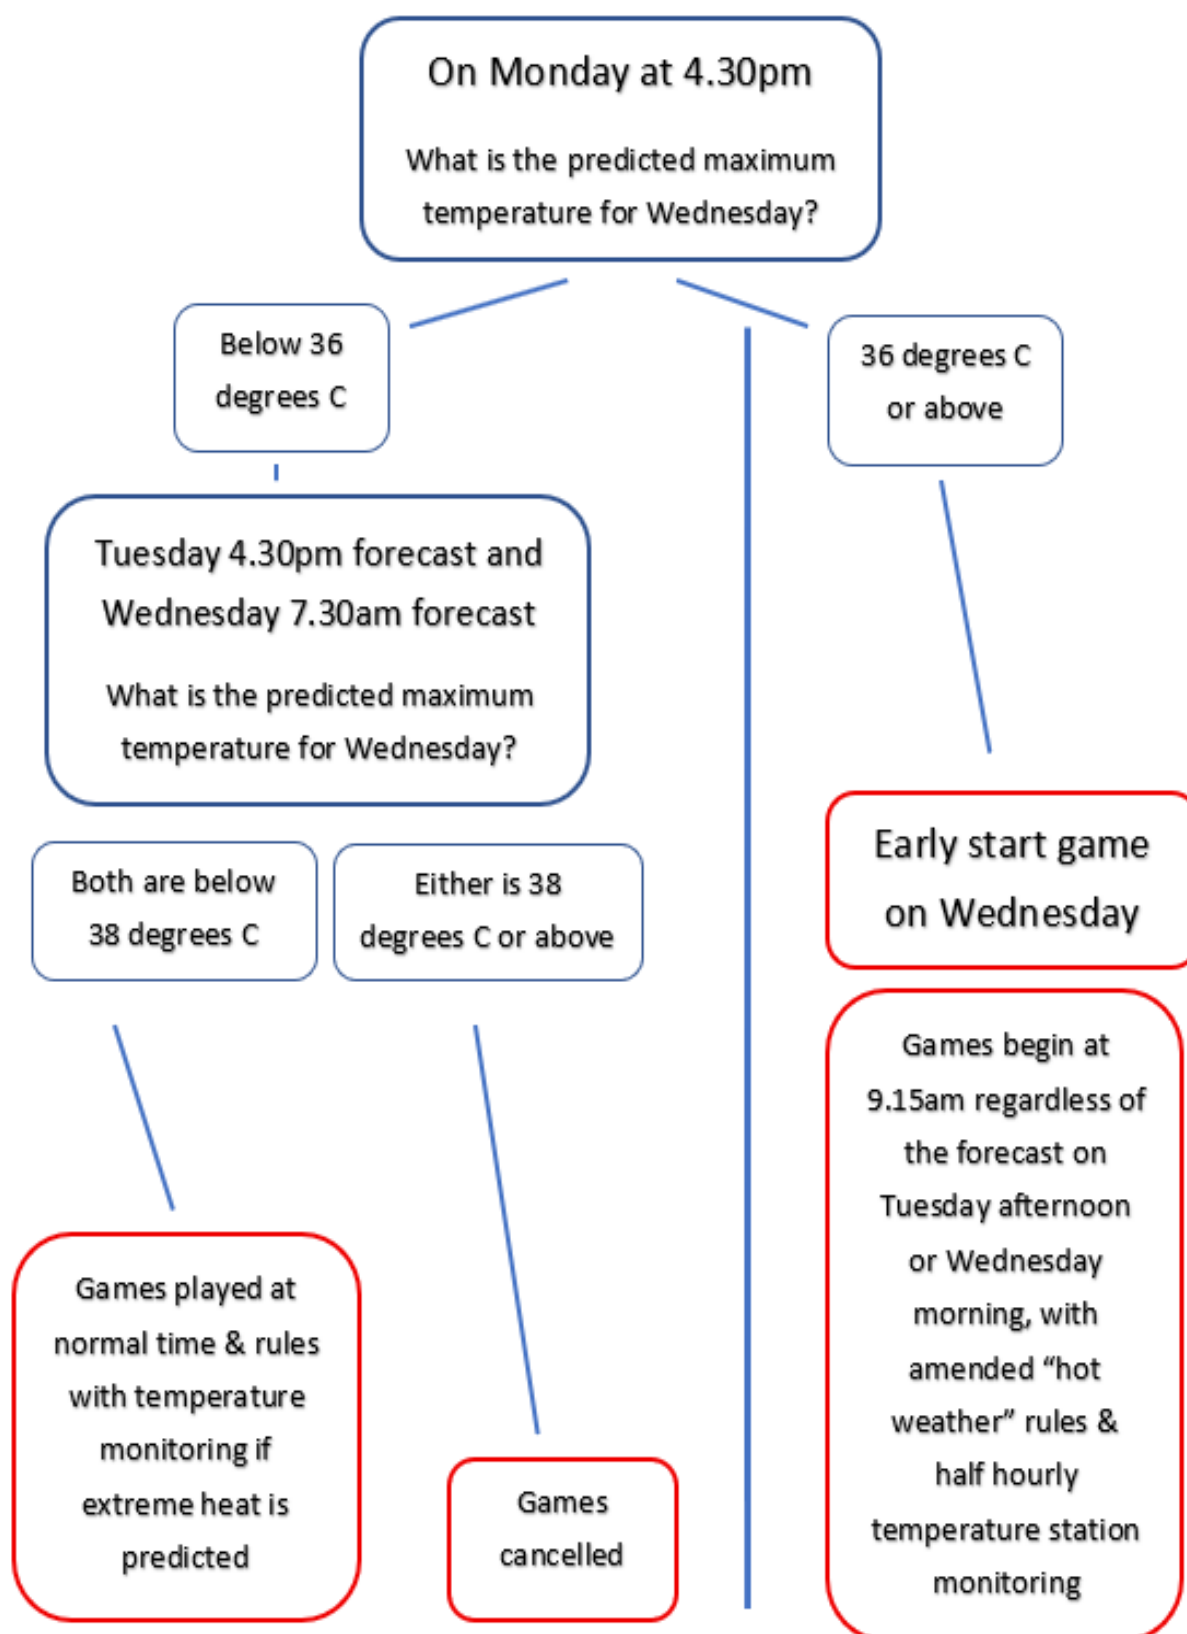 On Monday at 4.30pm
What is the predicted maximum
temperature for Wednesday?
Below 36
degrees C
36 degrees C
or above
Tuesday 4.30pm forecast and
Wednesday 7.30am forecast
What is the predicted maximum
temperature for Wednesday?
Both are below
38 degrees C
Either is 38
degrees C or above
Early start game
on Wednesday
Games begin at
9.15am regardless of
the forecast on
Tuesday afternoon
or Wednesday
morning, with
amended “hot
weather” rules &
half hourly
temperature station
monitoring
Games played at
normal time & rules
with temperature
monitoring if
extreme heat is
predicted
Games
cancelled